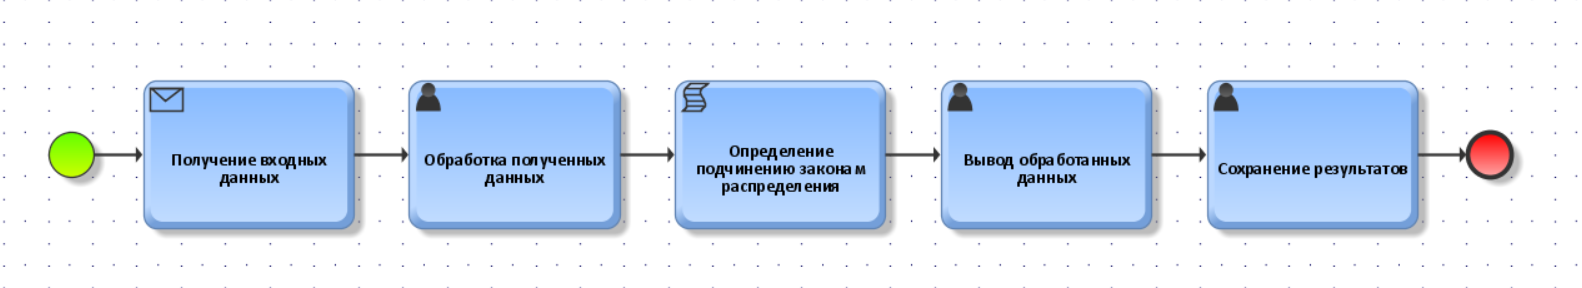 Получение входных
данных
Обработка полученных
данных
Определение
подчинению законам
распределения
Вывод обработанных
данных
Сохранение результатов